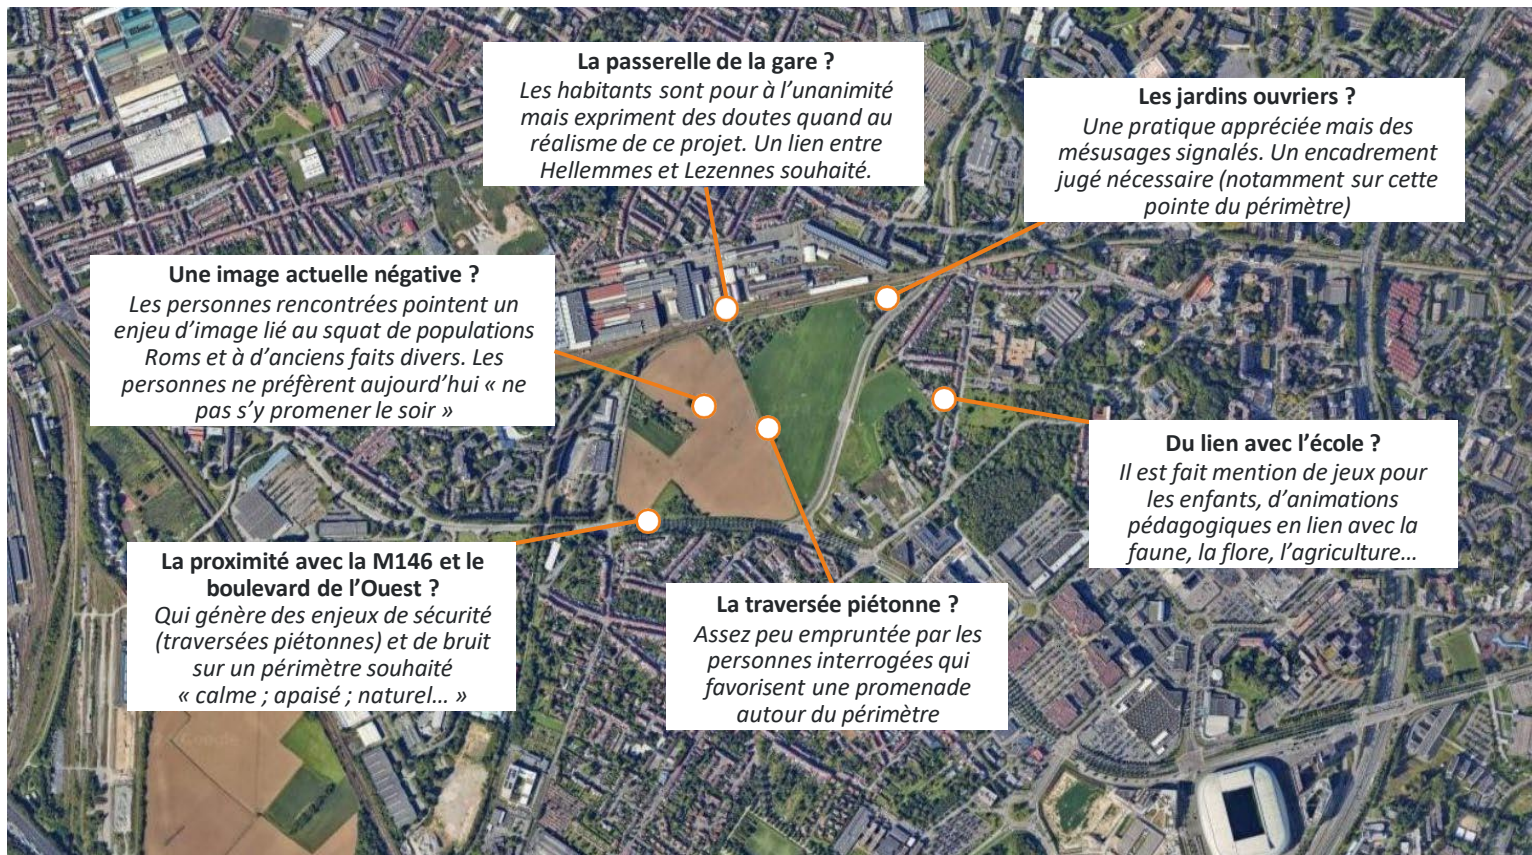 La passerelle de la gare ?
Les habitants sont pour à l’unanimité
mais expriment des doutes quand au
réalisme de ce projet. Un lien entre
Hellemmes et Lezennes souhaité.
Les jardins ouvriers ?
Une pratique appréciée mais des
mésusages signalés. Un encadrement
jugé nécessaire (notamment sur cette
pointe du périmètre)
Une image actuelle négative ?
Les personnes rencontrées pointent un
enjeu d’image lié au squat de populations
Roms et à d’anciens faits divers. Les
personnes ne préfèrent aujourd’hui « ne
pas s’y promener le soir »
Du lien avec l’école ?
Il est fait mention de jeux pour
les enfants, d’animations
pédagogiques en lien avec la
faune, la flore, l’agriculture…
La proximité avec la M146 et le
boulevard de l’Ouest ?
Qui génère des enjeux de sécurité
(traversées piétonnes) et de bruit
sur un périmètre souhaité
« calme ; apaisé ; naturel… »
La traversée piétonne ?
Assez peu empruntée par les
personnes interrogées qui
favorisent une promenade
autour du périmètre
Google